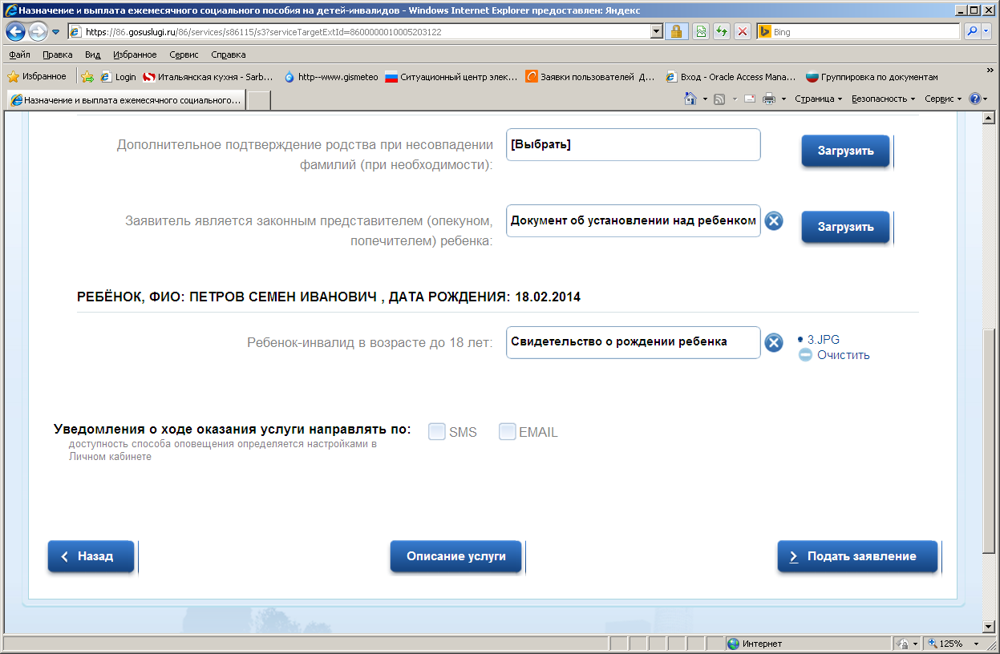 Назначение и выплата ежемесячного социального пособия на детей-инвалидов - Windows Internet Explorer предоставлен: Яндекс
https://86.gosuslugi.ru/86/services/s86115/s3?serviceTargetExtId=8600000010005203122
Bing
Файл Правка Вид Избранное Сервис Справка
Избранное Login Итальянская кухня - Sarb... http--www.gismeteo Ситуационный центр элек... Заявки пользователей Д... Вход - Oracle Access Mana... Группировка по документам
Назначение и выплата ежемесячного социального... Страница Безопасность Сервис
Дополнительное подтверждение родства при несовпадении
фамилий (при необходимости):
[Выбрать]
Загрузить
Заявитель является законным представителем (опекуном,
попечителем) ребенка:
Документ об установлении над ребенком
Загрузить
РЕБЁНОК, ФИО: ПЕТРОВ СЕМЕН ИВАНОВИЧ , ДАТА РОЖДЕНИЯ: 18.02.2014
Ребенок-инвалид в возрасте до 18 лет:
Свидетельство о рождении ребенка
3.JPG
Очистить
Уведомления о ходе оказания услуги направлять по:
SMS EMAIL
доступность способа оповещения определяется настройками в
Личном кабинете
Назад Описание услуги Подать заявление
Интернет 125%